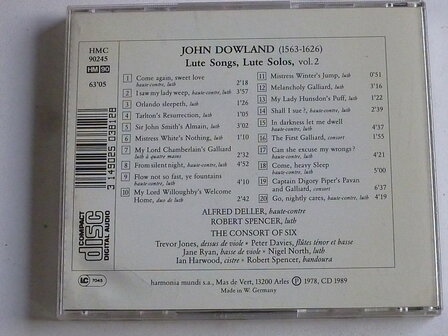 HMC
90245
HM 90
63'05
JOHN DOWLAND (1563-1626)
Lute Songs, Lute Solos, vol. 2
1 Come again, sweet love
haute-contre, luth 2'18
2 I saw my lady weep, haute-contre, luth 3'57
3 Orlando sleepeth, luth 1'26
4 Tarlton's Resurrection, luth 1'05
5 Sir John Smith's Almain, luth 3'02
6 Mistress White's Nothing, luth 1'10
7 My Lord Chamberlain's Galliard
luth à quatre mains 2'32
8 From silent night, haute-contre, luth 4'52
9 Flow not so fast, ye fountains
haute-contre, luth 4'10
10 My Lord Willoughby's Welcome
Home, duo de luth 2'42
11 Mistress Winter's Jump, luth 0'51
12 Melancholy Galliard, luth 3'16
13 My Lady Hunsdon's Puff, luth 1'22
14 Shall I sue?, haute-contre, luth 2'39
15 In darkness let me dwell
haute-contre, luth 4'37
16 The First Galliard, consort 1'55
17 Can she excuse my wrongs?
haute-contre, luth 4'21
18 Come, heavy Sleep
haute-contre, luth 5'00
19 Captain Digory Piper's Pavan
and Galliard, consort 6'37
20 Go, nightly cares, haute-contre, luth 4'19
ALFRED DELLER, haute-contre
ROBERT SPENCER, luth
THE CONSORT OF SIX
Trevor Jones, dessus de viole • Peter Davies, flûtes ténor et basse
Jane Ryan, basse de viole • Nigel North, luth
Ian Harwood, cistre • Robert Spencer, bandoura
harmonia mundi s.a., Mas de Vert, 13200 Arles Ⓟ 1978, CD 1989
Made in W. Germany
COMPACT
disc
DIGITAL AUDIO
LC
7045